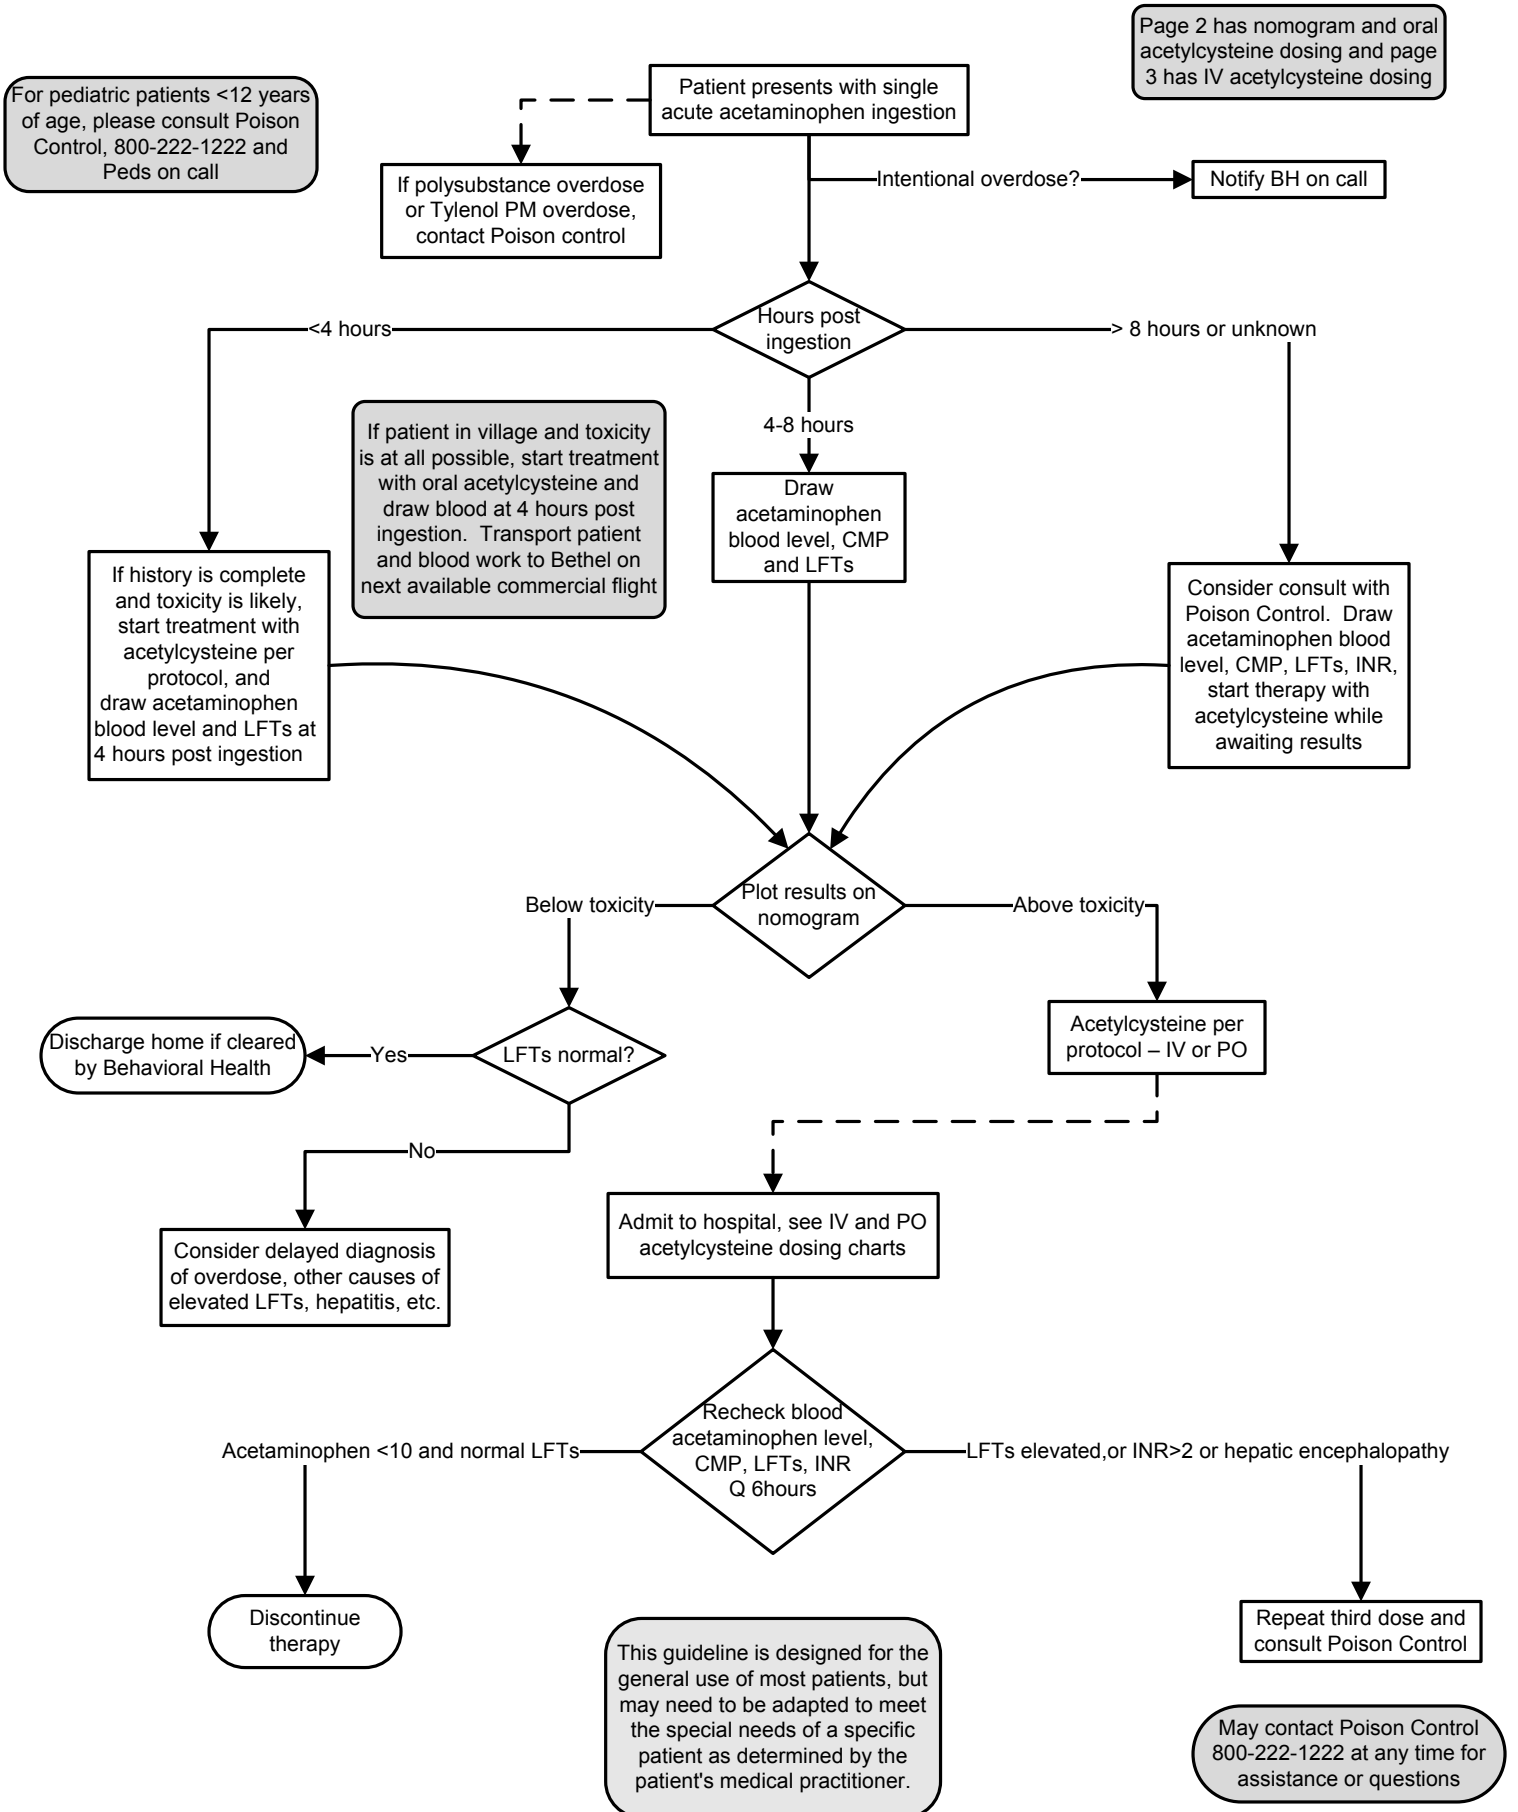 Page 2 has nomogram and oral
acetylcysteine dosing and page
3 has IV acetylcysteine dosing
For pediatric patients <12 years
of age, please consult Poison
Control, 800-222-1222 and
Peds on call
Patient presents with single
acute acetaminophen ingestion
If polysubstance overdose
or Tylenol PM overdose,
contact Poison control
Intentional overdose?
Notify BH on call
Hours post
ingestion
<4 hours
> 8 hours or unknown
4-8 hours
If patient in village and toxicity
is at all possible, start treatment
with oral acetylcysteine and
draw blood at 4 hours post
ingestion. Transport patient
and blood work to Bethel on
next available commercial flight
Draw
acetaminophen
blood level, CMP
and LFTs
If history is complete
and toxicity is likely,
start treatment with
acetylcysteine per
protocol, and
draw acetaminophen
blood level and LFTs at
4 hours post ingestion
Consider consult with
Poison Control. Draw
acetaminophen blood
level, CMP, LFTs, INR,
start therapy with
acetylcysteine while
awaiting results
Plot results on
nomogram
Below toxicity
Above toxicity
LFTs normal?
Yes
Discharge home if cleared
by Behavioral Health
No
Consider delayed diagnosis
of overdose, other causes of
elevated LFTs, hepatitis, etc.
Acetylcysteine per
protocol – IV or PO
Admit to hospital, see IV and PO
acetylcysteine dosing charts
Recheck blood
acetaminophen level,
CMP, LFTs, INR
Q 6hours
Acetaminophen <10 and normal LFTs
LFTs elevated,or INR>2 or hepatic encephalopathy
Discontinue
therapy
Repeat third dose and
consult Poison Control
This guideline is designed for the
general use of most patients, but
may need to be adapted to meet
the special needs of a specific
patient as determined by the
patient's medical practitioner.
May contact Poison Control
800-222-1222 at any time for
assistance or questions